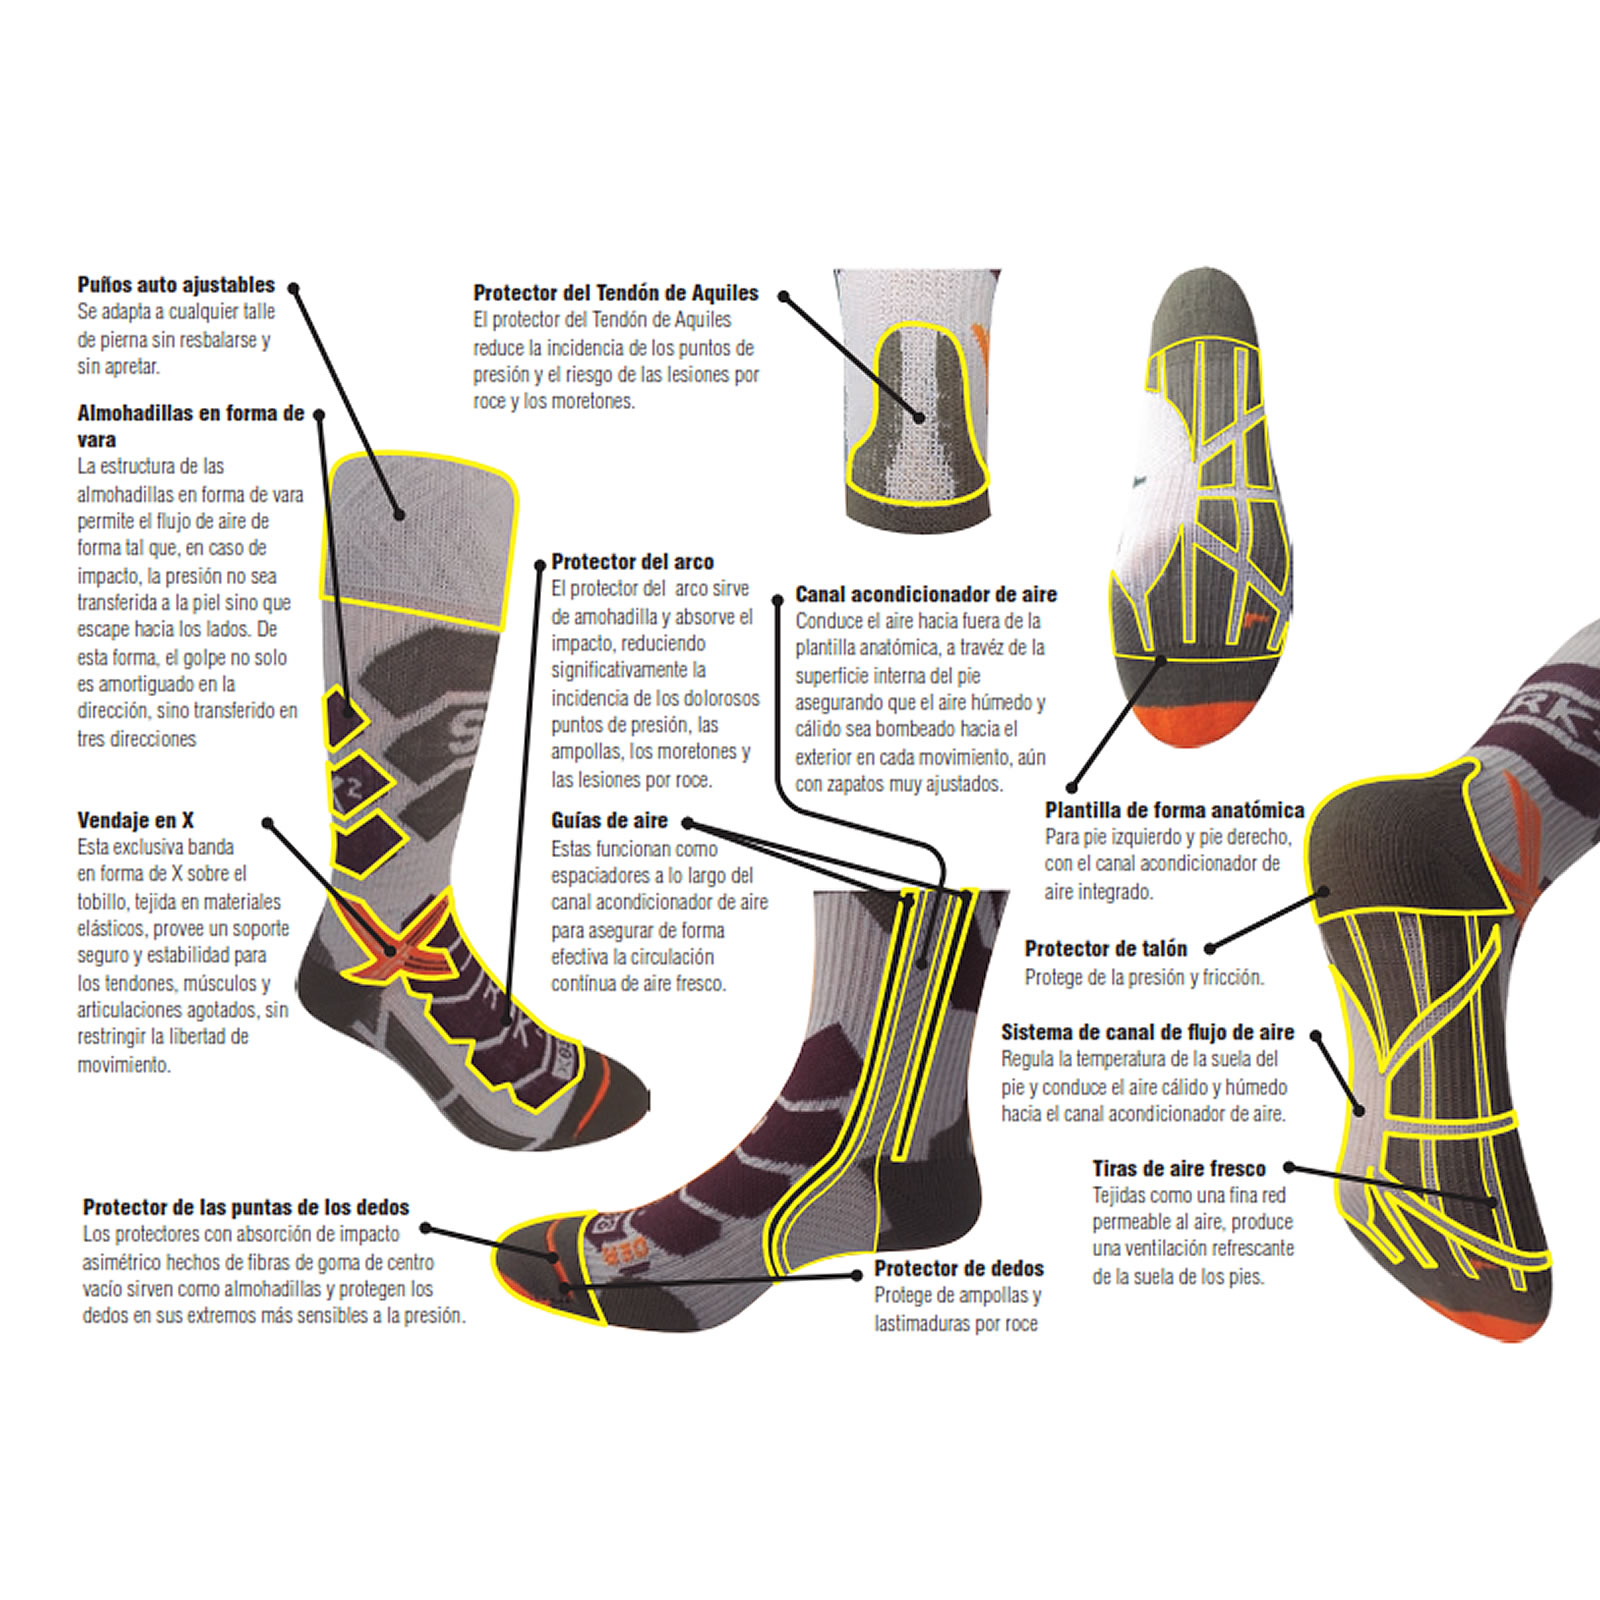 Puños auto ajustables
Se adapta a cualquier talle
de pierna sin resbalarse y
sin apretar.
Almohadillas en forma de
vara
La estructura de las
almohadillas en forma de vara
permite el flujo de aire de
forma tal que, en caso de
impacto, la presión no sea
transferida a la piel sino que
escape hacia los lados. De
esta forma, el golpe no solo
es amortiguado en la
dirección, sino transferido en
tres direcciones
Vendaje en X
Esta exclusiva banda
en forma de X sobre el
tobillo, tejida en materiales
elásticos, provee un soporte
seguro y estabilidad para
los tendones, músculos y
articulaciones agotados, sin
restringir la libertad de
movimiento.
Protector de las puntas de los dedos
Los protectores con absorción de impacto
asimétrico hechos de fibras de goma de centro
vacío sirven como almohadillas y protegen los
dedos en sus extremos más sensibles a la presión.
Protector del Tendón de Aquiles
El protector del Tendón de Aquiles
reduce la incidencia de los puntos de
presión y el riesgo de las lesiones por
roce y los moretones.
Protector del arco
El protector del arco sirve
de amohadilla y absorve el
impacto, reduciendo
significativamente la
incidencia de los dolorosos
puntos de presión, las
ampollas, los moretones y
las lesiones por roce.
Guías de aire
Estas funcionan como
espaciadores a lo largo del
canal acondicionador de aire
para asegurar de forma
efectiva la circulación
contínua de aire fresco.
Canal acondicionador de aire
Conduce el aire hacia fuera de la
plantilla anatómica, a travéz de la
superficie interna del pie
asegurando que el aire húmedo y
cálido sea bombeado hacia el
exterior en cada movimiento, aún
con zapatos muy ajustados.
Protector de dedos
Protege de ampollas y
lastimaduras por roce
Plantilla de forma anatómica
Para pie izquierdo y pie derecho,
con el canal acondicionador de
aire integrado.
Protector de talón
Protege de la presión y fricción.
Sistema de canal de flujo de aire
Regula la temperatura de la suela del
pie y conduce el aire cálido y húmedo
hacia el canal acondicionador de aire.
Tiras de aire fresco
Tejidas como una fina red
permeable al aire, produce
una ventilación refrescante
de la suela de los pies.